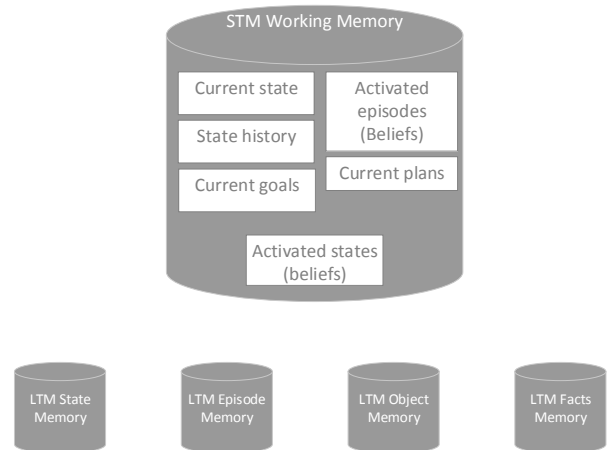 STM Working Memory
Current state
State history
Current goals
Activated
episodes
(Beliefs)
Current plans
Activated states
(beliefs)
LTM State
Memory
LTM Episode
Memory
LTM Object
Memory
LTM Facts
Memory